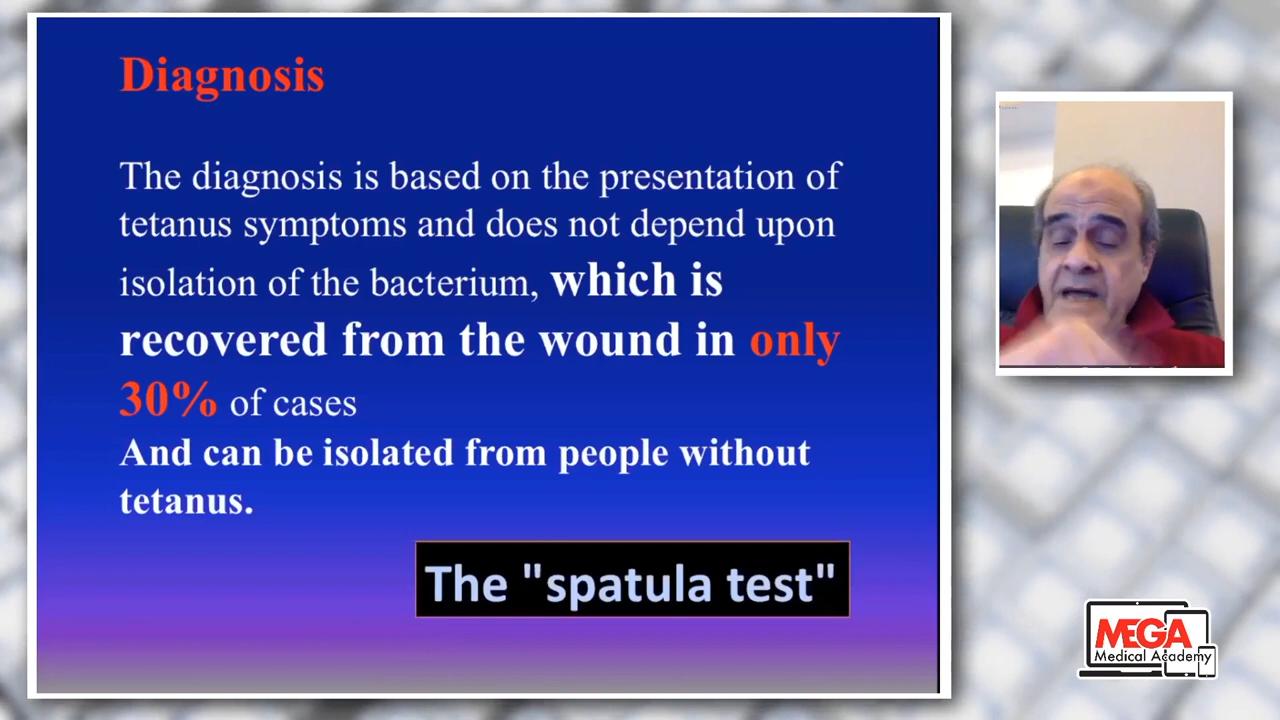 Diagnosis
The diagnosis is based on the presentation of
tetanus symptoms and does not depend upon
isolation of the bacterium, which is
recovered from the wound in only
30% of cases
And can be isolated from people without
tetanus.
The "spatula test"
MEGA
Medical Academy